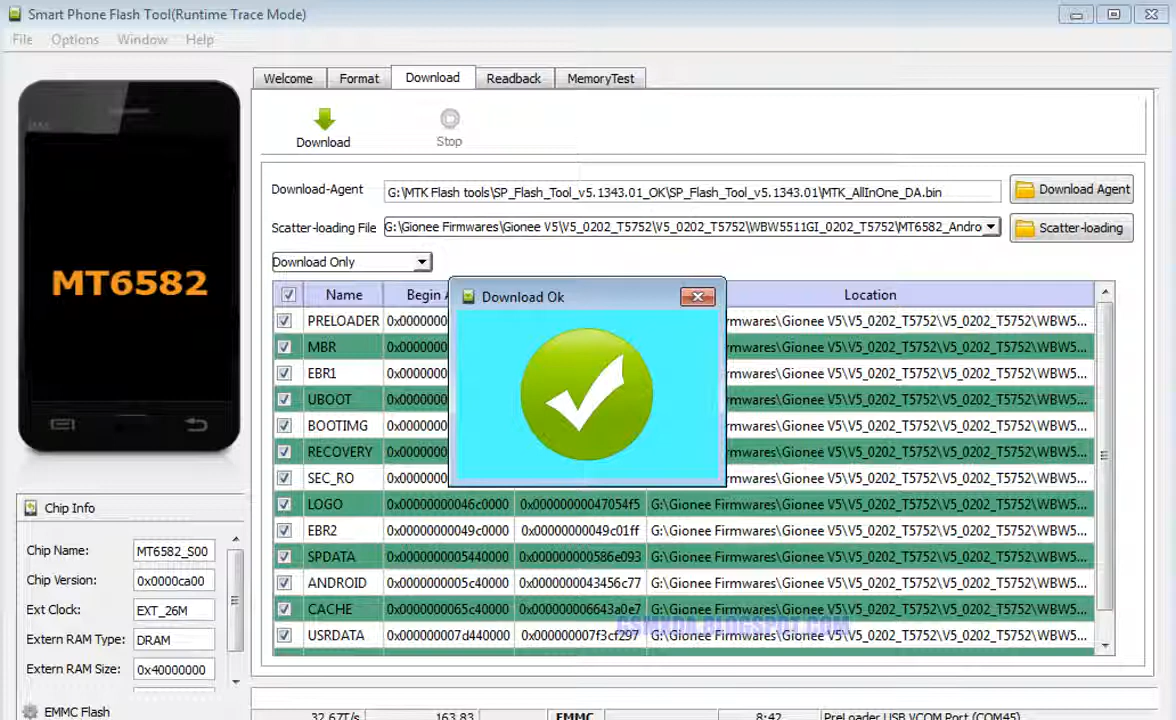 Smart Phone Flash Tool(Runtime Trace Mode)
File Options Window Help
Welcome Format Download Readback MemoryTest
Download Stop
Download-Agent G:\MTK Flash tools\SP_Flash_Tool_v5.1343.01_OK\SP_Flash_Tool_v5.1343.01\MTK_AllInOne_DA.bin Download Agent
Scatter-loading File G:\Gionee Firmwares\Gionee V5\V5_0202_T5752\V5_0202_T5752\WBW5511GI_0202_T5752\MT6582_Andro Scatter-loading
Download Only
MT6582
Download Ok
Name Begin Location
PRELOADER 0x0000000 rmwares\Gionee V5\V5_0202_T5752\V5_0202_T5752\WBW5...
MBR 0x0000000 rmwares\Gionee V5\V5_0202_T5752\V5_0202_T5752\WBW5...
EBR1 0x0000000 rmwares\Gionee V5\V5_0202_T5752\V5_0202_T5752\WBW5...
UBOOT 0x0000000 rmwares\Gionee V5\V5_0202_T5752\V5_0202_T5752\WBW5...
BOOTIMG 0x0000000 rmwares\Gionee V5\V5_0202_T5752\V5_0202_T5752\WBW5...
RECOVERY 0x0000000 rmwares\Gionee V5\V5_0202_T5752\V5_0202_T5752\WBW5...
SEC_RO 0x0000000 rmwares\Gionee V5\V5_0202_T5752\V5_0202_T5752\WBW5...
LOGO 0x00000000046c0000 0x00000000047054f5 G:\Gionee Firmwares\Gionee V5\V5_0202_T5752\V5_0202_T5752\WBW5...
EBR2 0x00000000049c0000 0x00000000049c01ff G:\Gionee Firmwares\Gionee V5\V5_0202_T5752\V5_0202_T5752\WBW5...
SPDATA 0x0000000005440000 0x000000000586e093 G:\Gionee Firmwares\Gionee V5\V5_0202_T5752\V5_0202_T5752\WBW5...
ANDROID 0x0000000005c40000 0x0000000043456c77 G:\Gionee Firmwares\Gionee V5\V5_0202_T5752\V5_0202_T5752\WBW5...
CACHE 0x0000000065c40000 0x000000006643a0e7 G:\Gionee Firmwares\Gionee V5\V5_0202_T5752\V5_0202_T5752\WBW5...
USRDATA 0x000000007d440000 0x000000007f3cf297 G:\Gionee Firmwares\Gionee V5\V5_0202_T5752\V5_0202_T5752\WBW5...
Chip Info
Chip Name: MT6582_S00
Chip Version: 0x0000ca00
Ext Clock: EXT_26M
Extern RAM Type: DRAM
Extern RAM Size: 0x40000000
EMMC Flash
32.67T/s 163.83 EMMC 8:42 PreLoader USB VCOM Port (COM45)